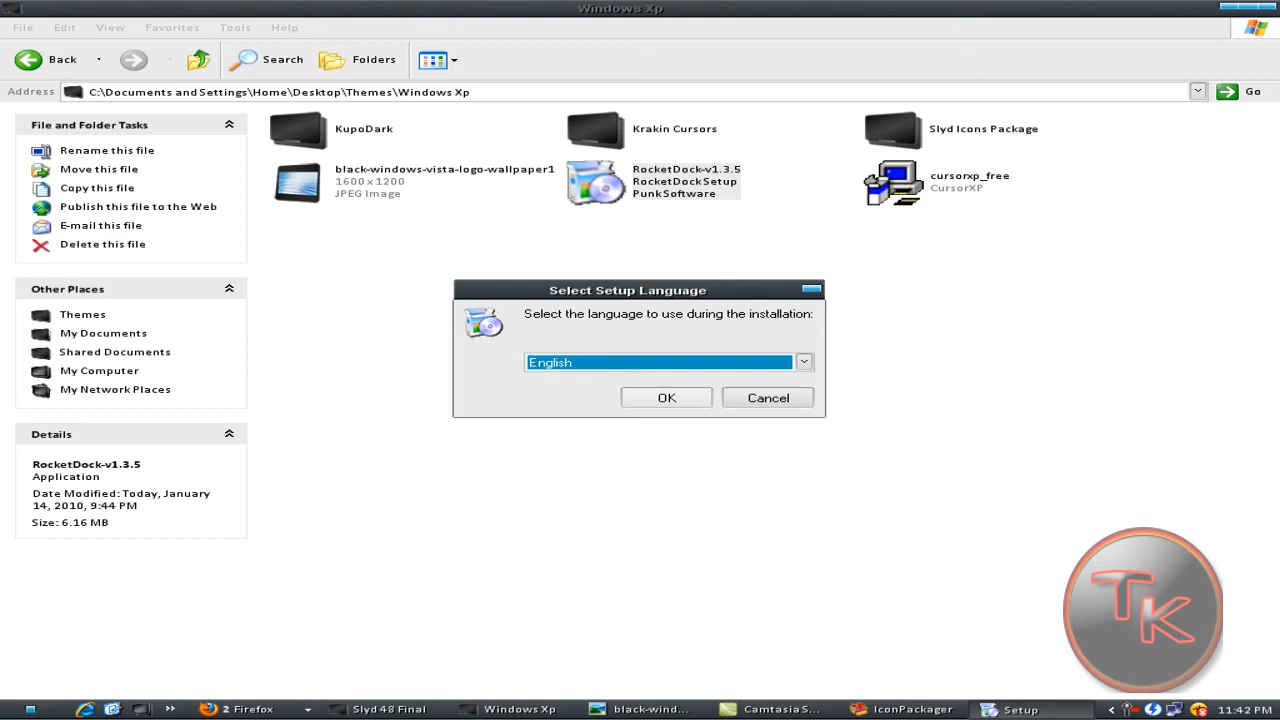 Windows Xp
File Edit View Favorites Tools Help
Back Search Folders
Address C:\Documents and Settings\Home\Desktop\Themes\Windows Xp Go
File and Folder Tasks
Rename this file
Move this file
Copy this file
Publish this file to the Web
E-mail this file
Delete this file
Other Places
Themes
My Documents
Shared Documents
My Computer
My Network Places
Details
RocketDock-v1.3.5
Application
Date Modified: Today, January
14, 2010, 9:44 PM
Size: 6.16 MB
KupoDark
Krakin Cursors
Slyd Icons Package
black-windows-vista-logo-wallpaper1
1600 x 1200
JPEG Image
RocketDock-v1.3.5
RocketDock Setup
PunkSoftware
cursorxp_free
CursorXP
Select Setup Language
Select the language to use during the installation:
English
OK Cancel
TK
2 Firefox Slyd 48 Final Windows Xp black-wind... Camtasia S... IconPackager Setup 11:42 PM